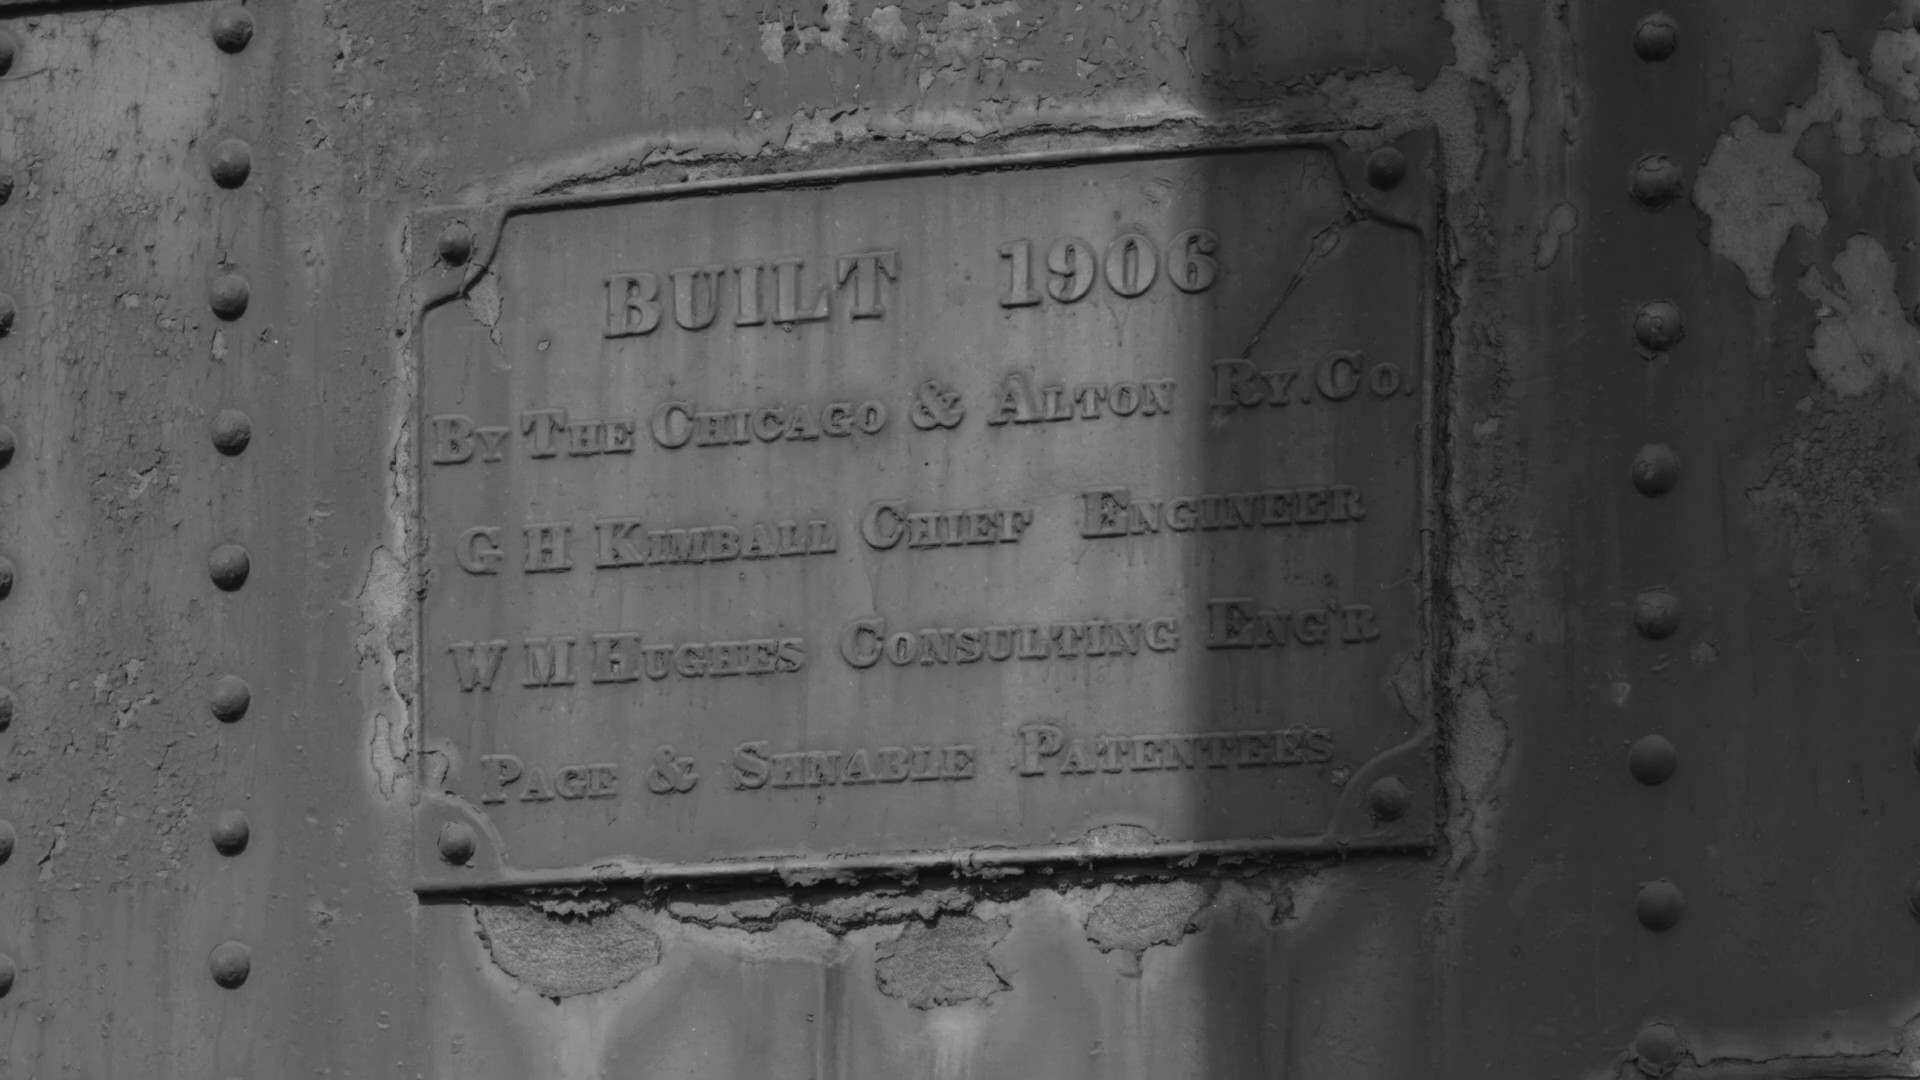 BUILT 1906
BY THE CHICAGO & ALTON RY. CO.
G H KIMBALL CHIEF ENGINEER
W M HUGHES CONSULTING ENG'R
PAGE & SHNABLE PATENTEES